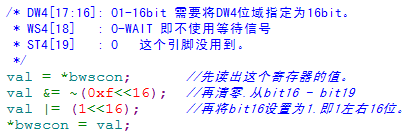 /* DW4[17:16]: 01-16bit 需要将DW4位域指定为16bit。
 * WS4[18]   : 0-WAIT 即不使用等待信号
 * ST4[19]   : 0   这个引脚没用到。
 */
val = *bwscon;      //先读出这个寄存器的值。
val &= ~(0xf<<16);  //再清零.从bit16 - bit19
val |= (1<<16);     //再将bit16设置为1.即1左右16位。
*bwscon = val;